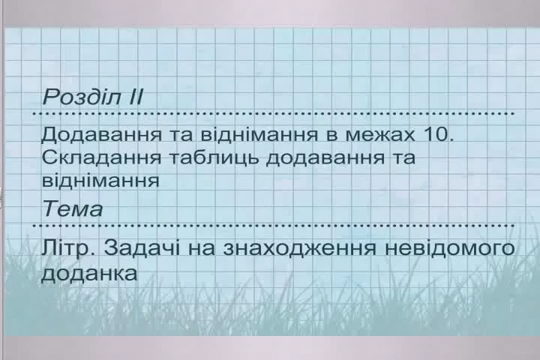 Розділ ІІ
Додавання та віднімання в межах 10.
Складання таблиць додавання та
віднімання
Тема
Літр. Задачі на знаходження невідомого
доданка